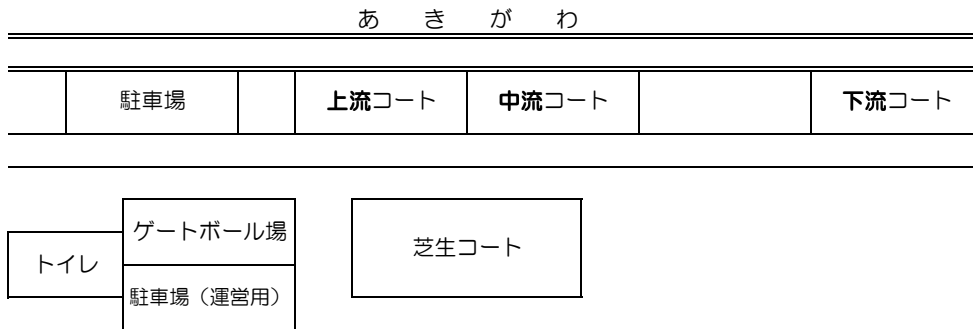 あきがわ
駐車場
上流コート
中流コート
下流コート
ゲートボール場
芝生コート
トイレ
駐車場（運営用）